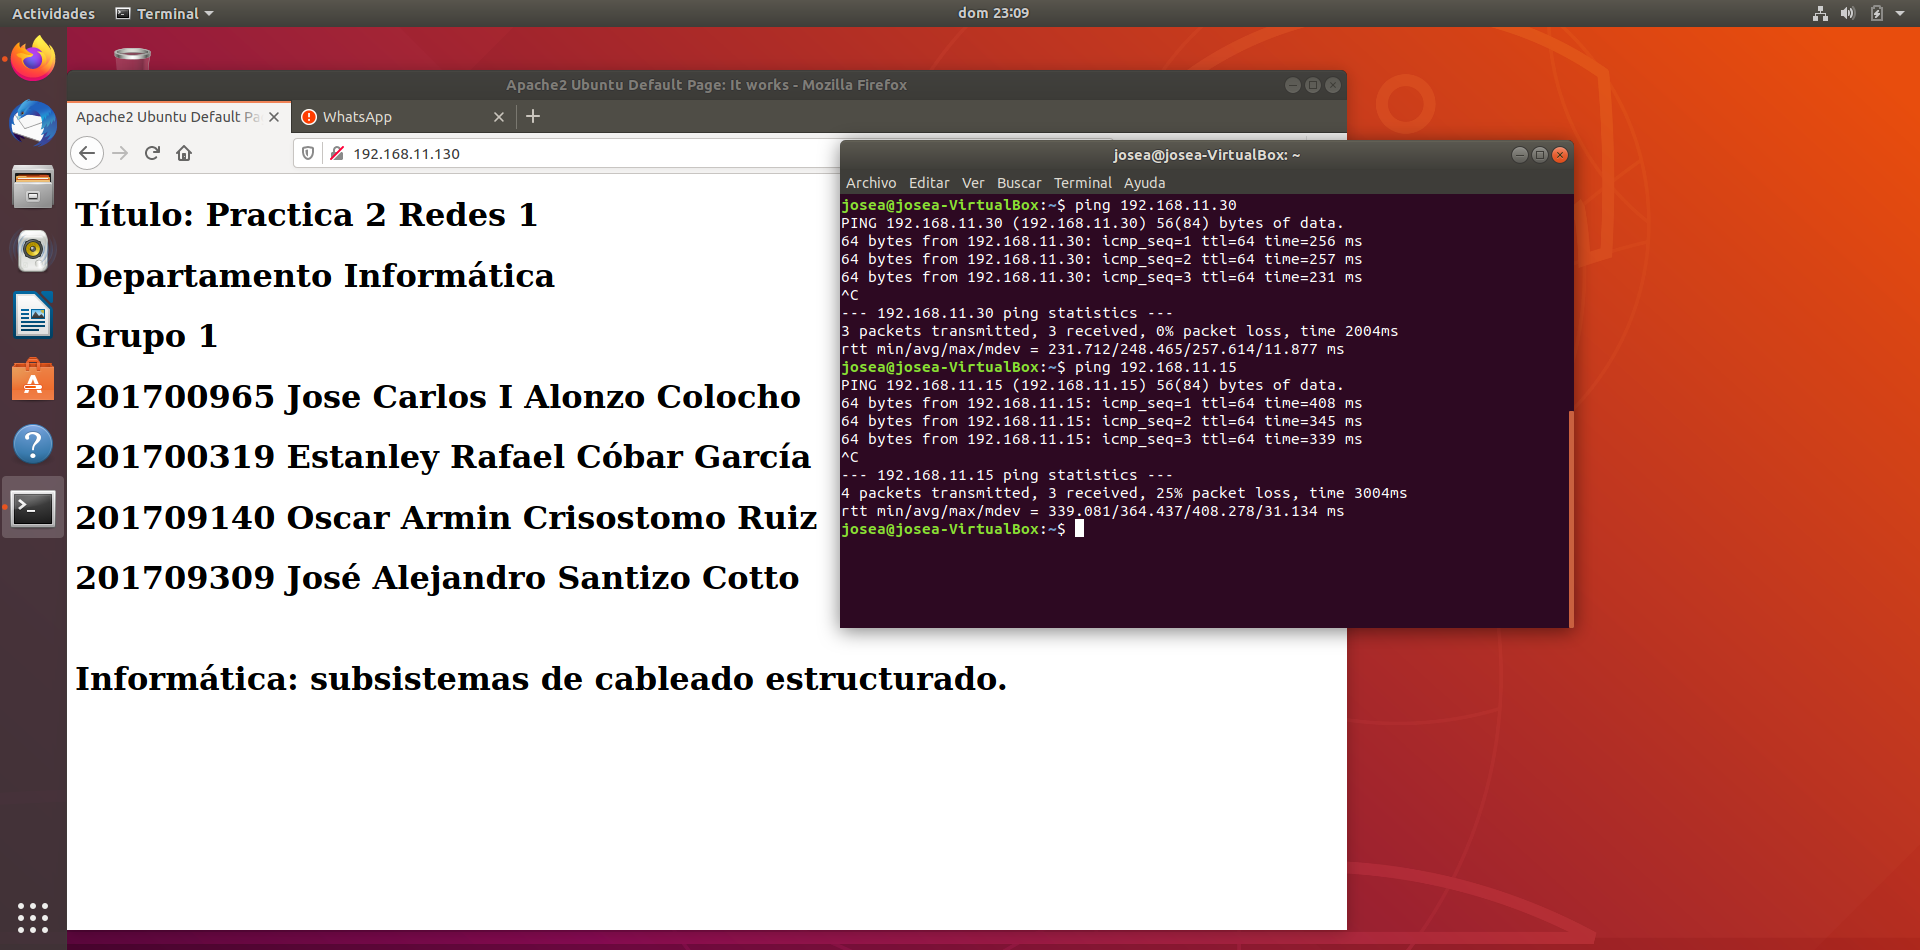 Actividades Terminal dom 23:09
Apache2 Ubuntu Default Page: It works - Mozilla Firefox
Apache2 Ubuntu Default Pa WhatsApp
192.168.11.130
Título: Practica 2 Redes 1
Departamento Informática
Grupo 1
201700965 Jose Carlos I Alonzo Colocho
201700319 Estanley Rafael Cóbar García
201709140 Oscar Armin Crisostomo Ruiz
201709309 José Alejandro Santizo Cotto
Informática: subsistemas de cableado estructurado.
josea@josea-VirtualBox: ~
Archivo Editar Ver Buscar Terminal Ayuda
josea@josea-VirtualBox:~$ ping 192.168.11.30
PING 192.168.11.30 (192.168.11.30) 56(84) bytes of data.
64 bytes from 192.168.11.30: icmp_seq=1 ttl=64 time=256 ms
64 bytes from 192.168.11.30: icmp_seq=2 ttl=64 time=257 ms
64 bytes from 192.168.11.30: icmp_seq=3 ttl=64 time=231 ms
^C
--- 192.168.11.30 ping statistics ---
3 packets transmitted, 3 received, 0% packet loss, time 2004ms
rtt min/avg/max/mdev = 231.712/248.465/257.614/11.877 ms
josea@josea-VirtualBox:~$ ping 192.168.11.15
PING 192.168.11.15 (192.168.11.15) 56(84) bytes of data.
64 bytes from 192.168.11.15: icmp_seq=1 ttl=64 time=408 ms
64 bytes from 192.168.11.15: icmp_seq=2 ttl=64 time=345 ms
64 bytes from 192.168.11.15: icmp_seq=3 ttl=64 time=339 ms
^C
--- 192.168.11.15 ping statistics ---
4 packets transmitted, 3 received, 25% packet loss, time 3004ms
rtt min/avg/max/mdev = 339.081/364.437/408.278/31.134 ms
josea@josea-VirtualBox:~$